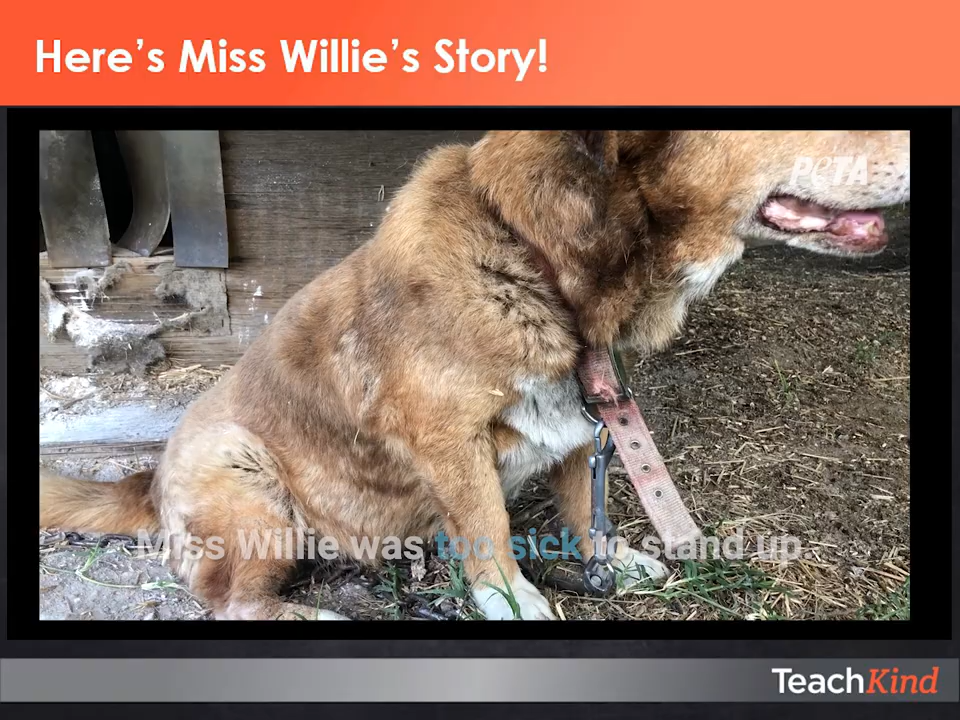 Here's Miss Willie's Story!
PETA
Miss Willie was too sick to stand up.
TeachKind